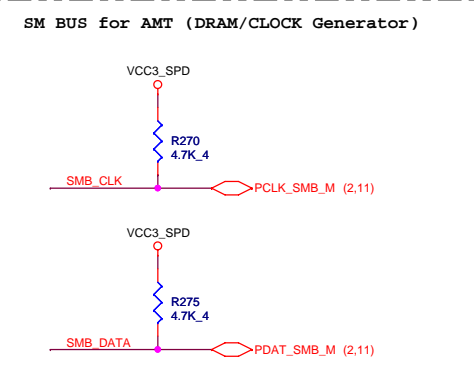 SM BUS for AMT (DRAM/CLOCK Generator)
VCC3_SPD
R270
4.7K_4
SMB_CLK
PCLK_SMB_M (2,11)
VCC3_SPD
R275
4.7K_4
SMB_DATA
PDAT_SMB_M (2,11)